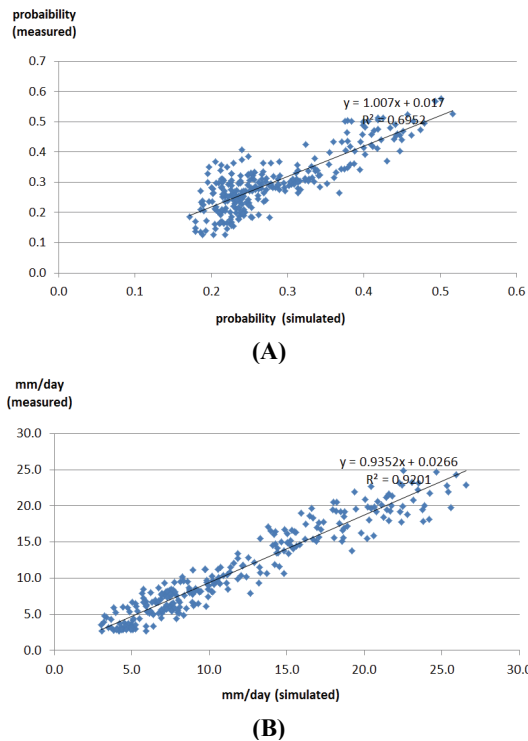 probaibility
(measured)
0.7
0.6
0.5
0.4
0.3
0.2
0.1
0.0
y = 1.007x + 0.017
R² = 0.6952
0.0 0.1 0.2 0.3 0.4 0.5 0.6
probability (simulated)
(A)
mm/day
(measured)
30.0
25.0
20.0
15.0
10.0
5.0
0.0
y = 0.9352x + 0.0266
R² = 0.9201
0.0 5.0 10.0 15.0 20.0 25.0 30.0
mm/day (simulated)
(B)